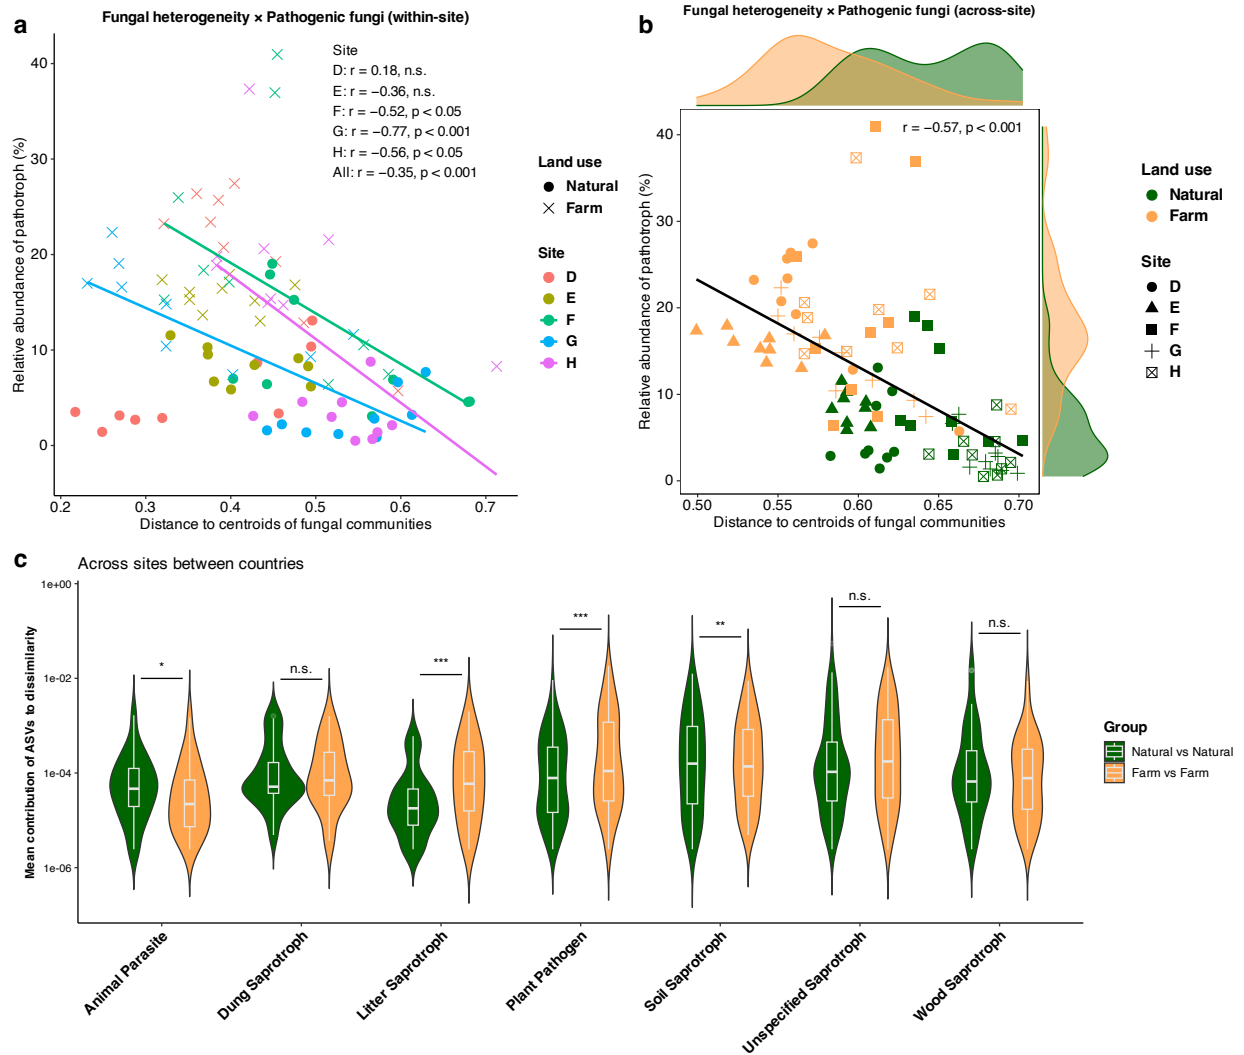 a
Fungal heterogeneity × Pathogenic fungi (within-site)
Relative abundance of pathotroph (%)
40
30
20
10
0
0.2
0.3
0.4
0.5
0.6
0.7
Distance to centroids of fungal communities
Site
D: r = 0.18, n.s.
E: r = −0.36, n.s.
F: r = −0.52, p < 0.05
G: r = −0.77, p < 0.001
H: r = −0.56, p < 0.05
All: r = −0.35, p < 0.001
Land use
Natural
Farm
Site
D
E
F
G
H
b
Fungal heterogeneity × Pathogenic fungi (across-site)
r = −0.57, p < 0.001
Relative abundance of pathotroph (%)
40
30
20
10
0
0.50
0.55
0.60
0.65
0.70
Distance to centroids of fungal communities
Land use
Natural
Farm
Site
D
E
F
G
H
c
Across sites between countries
Mean contribution of ASVs to dissimilarity
1e+00
1e-02
1e-04
1e-06
*
n.s.
***
***
**
n.s.
n.s.
Animal Parasite
Dung Saprotroph
Litter Saprotroph
Plant Pathogen
Soil Saprotroph
Unspecified Saprotroph
Wood Saprotroph
Group
Natural vs Natural
Farm vs Farm